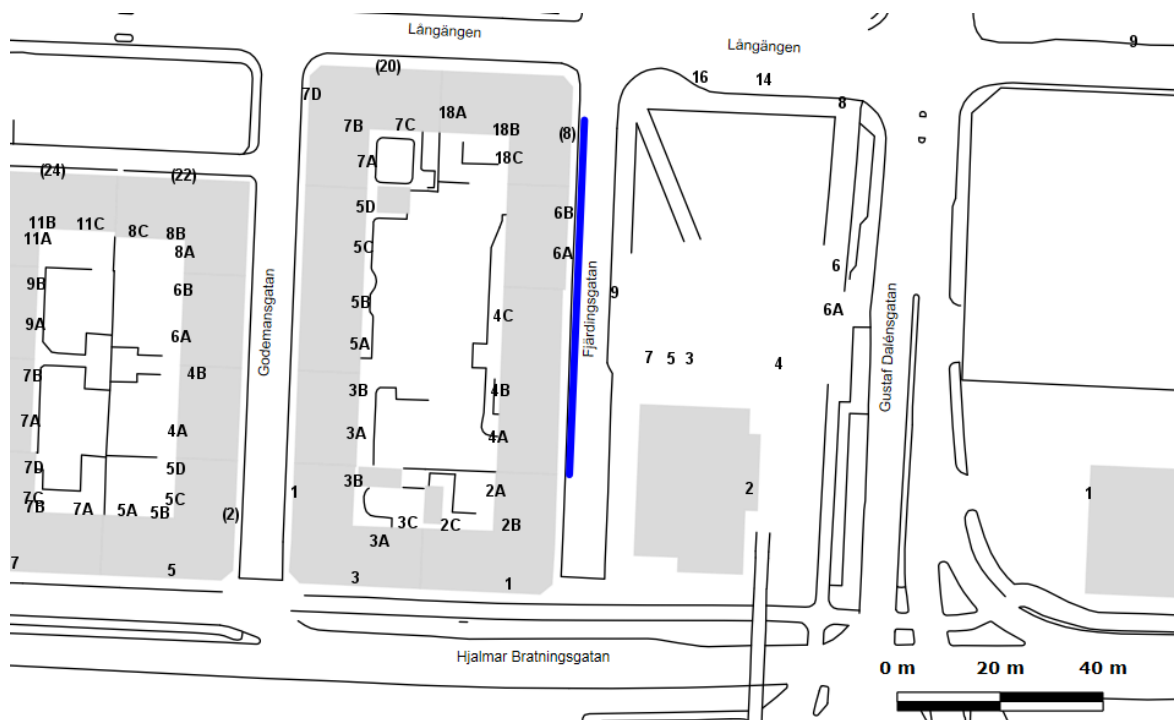 Långängen
Långängen
9
(20)
16
14
7D
8
18A
7B
7C
18B
(8)
18C
7A
(24)
(22)
5D
6B
11B
11C
8C
8B
11A
8A
5C
6A
6
9B
6B
5B
9
6A
4C
9A
6A
5A
Godemansgatan
Fjärdingsgatan
Gustaf Dalénsgatan
7
5
3
4
7B
4B
3B
4B
7A
4A
3A
4A
7D
5D
3B
2A
2
1
1
7C
5C
7B
7A
5A
5B
(2)
3C
2C
2B
3A
7
5
3
1
Hjalmar Bratningsgatan
0 m
20 m
40 m